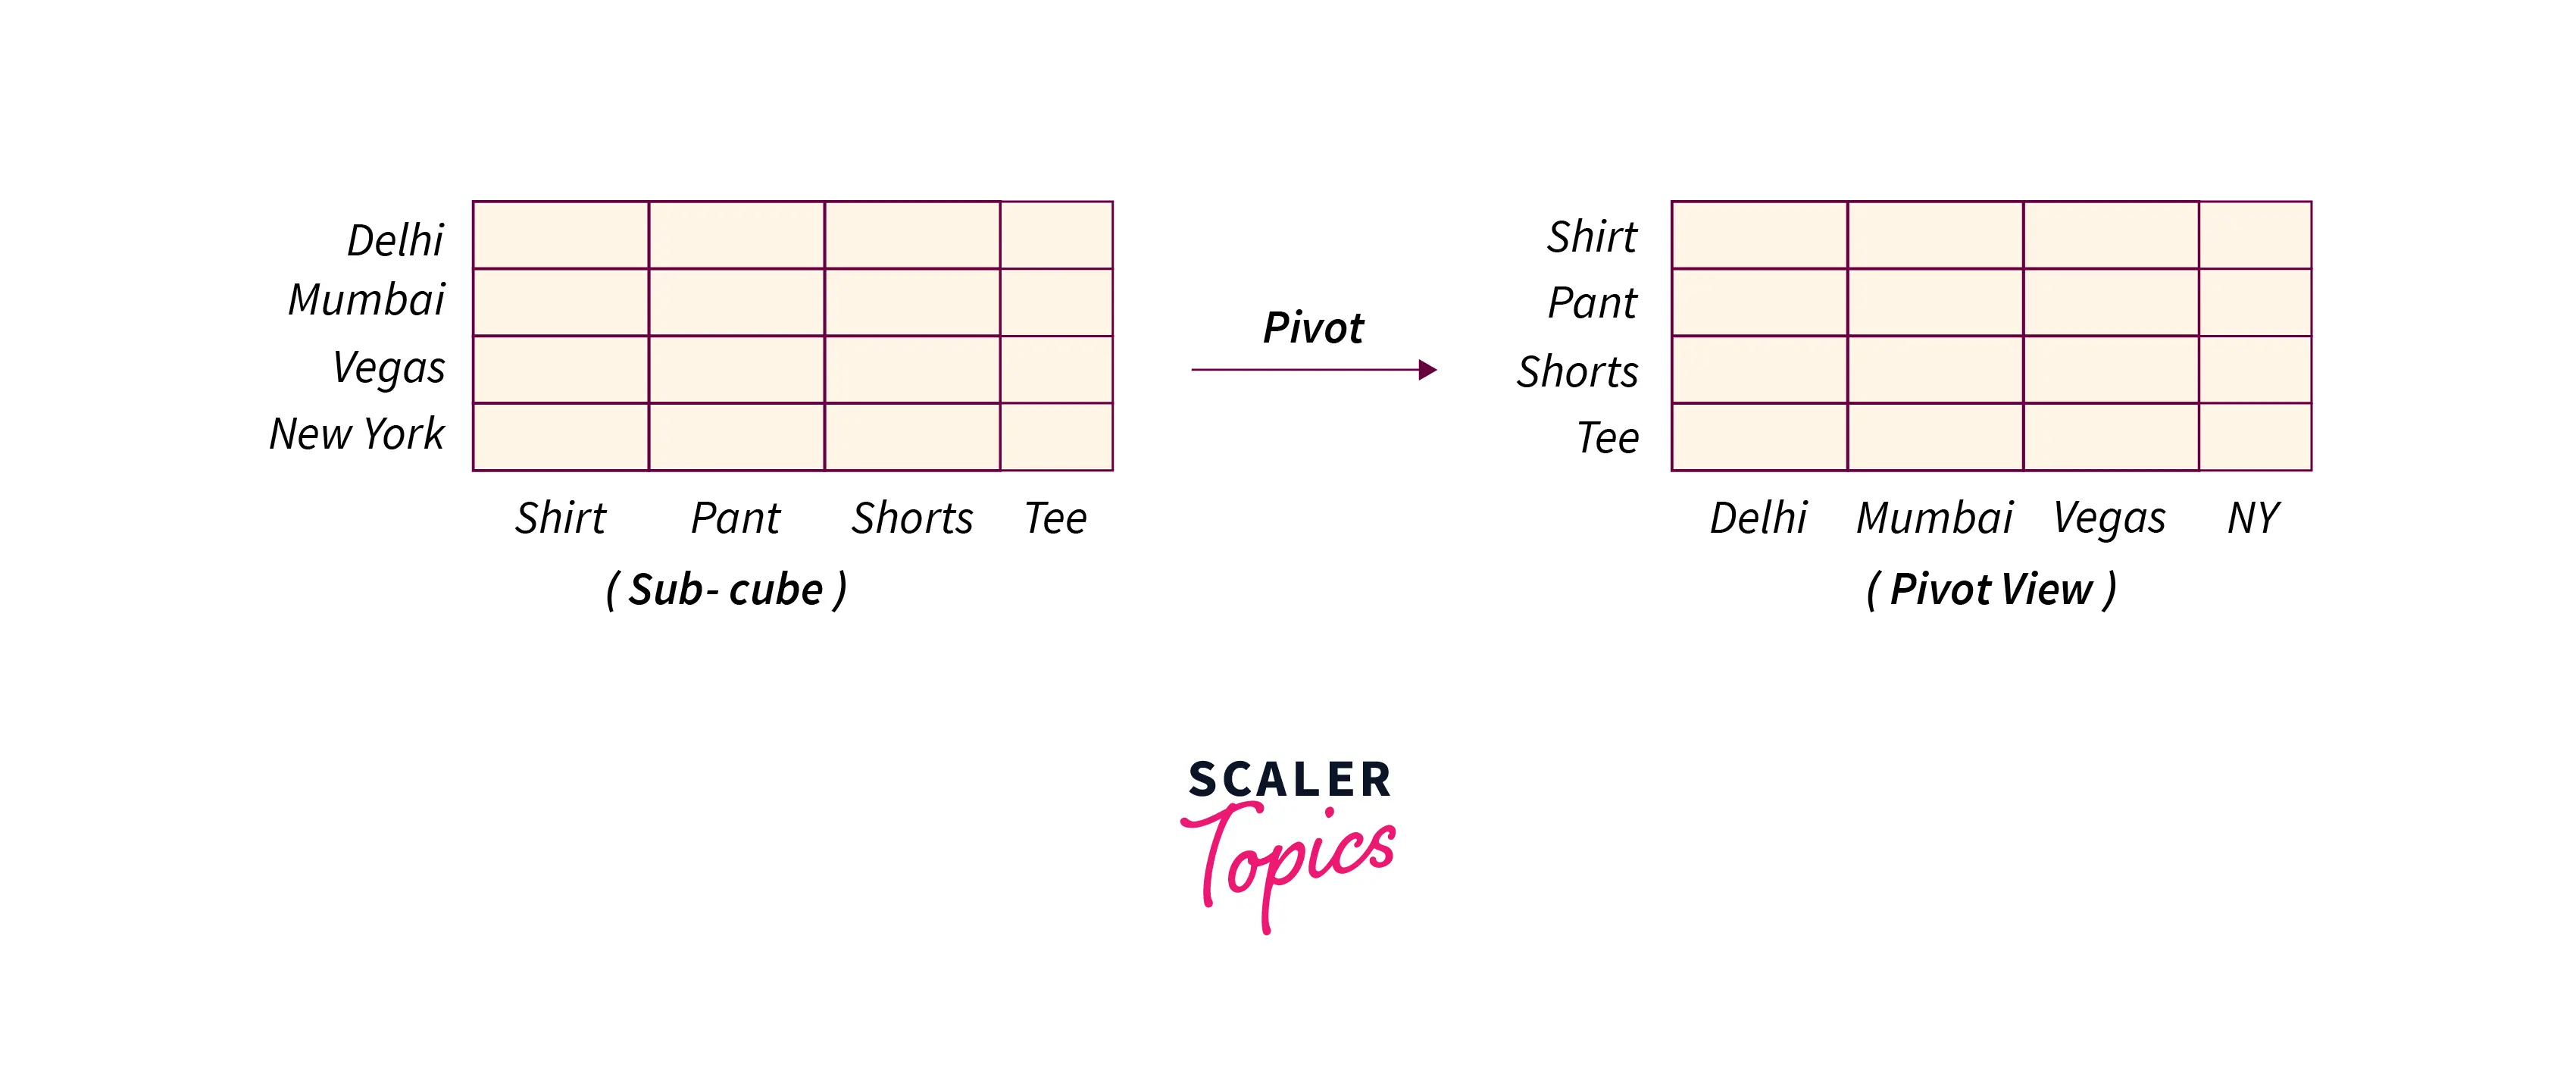 Delhi
Mumbai
Vegas
New York
Shirt Pant Shorts Tee
( Sub- cube )
Pivot
Shirt
Pant
Shorts
Tee
Delhi Mumbai Vegas NY
( Pivot View )
SCALER
Topics